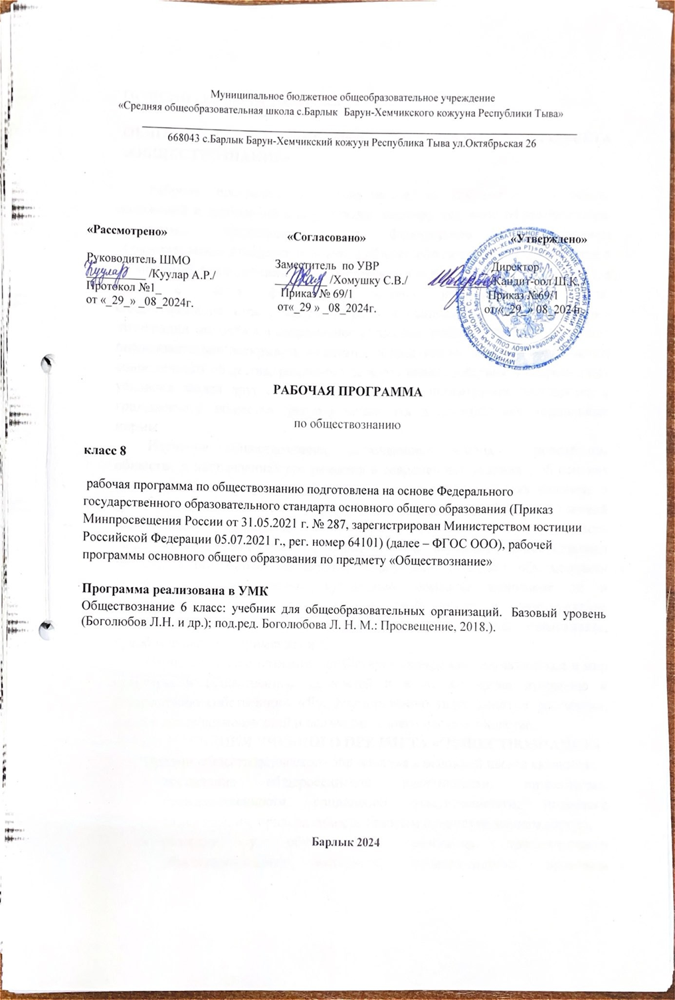 Муниципальное бюджетное общеобразовательное учреждение
«Средняя общеобразовательная школа с.Барлык Барун-Хемчикского кожууна Республики Тыва»
668043 с.Барлык Барун-Хемчикский кожуун Республика Тыва ул.Октябрьская 26
«Рассмотрено»
Руководитель ШМО
Куулар /Куулар А.Р./
Протокол №1_
от «_29_» _08_2024г.
«Согласовано»
Заместитель по УВР
/Хомушку С.В./
Приказ № 69/1
от«_29 » _08_2024г.
«Утверждено»
Директор
/Кандит-оол Ш.К.
Приказ №69/1
от «_29_» 08_2024г.
РАБОЧАЯ ПРОГРАММА
по обществознанию
класс 8
рабочая программа по обществознанию подготовлена на основе Федерального
государственного образовательного стандарта основного общего образования (Приказ
Минпросвещения России от 31.05.2021 г. № 287, зарегистрирован Министерством юстиции
Российской Федерации 05.07.2021 г., рег. номер 64101) (далее – ФГОС ООО), рабочей
программы основного общего образования по предмету «Обществознание»
Программа реализована в УМК
Обществознание 6 класс: учебник для общеобразовательных организаций. Базовый уровень
(Боголюбов Л.Н. и др.); под.ред. Боголюбова Л. Н. М.: Просвещение, 2018.).
Барлык 2024